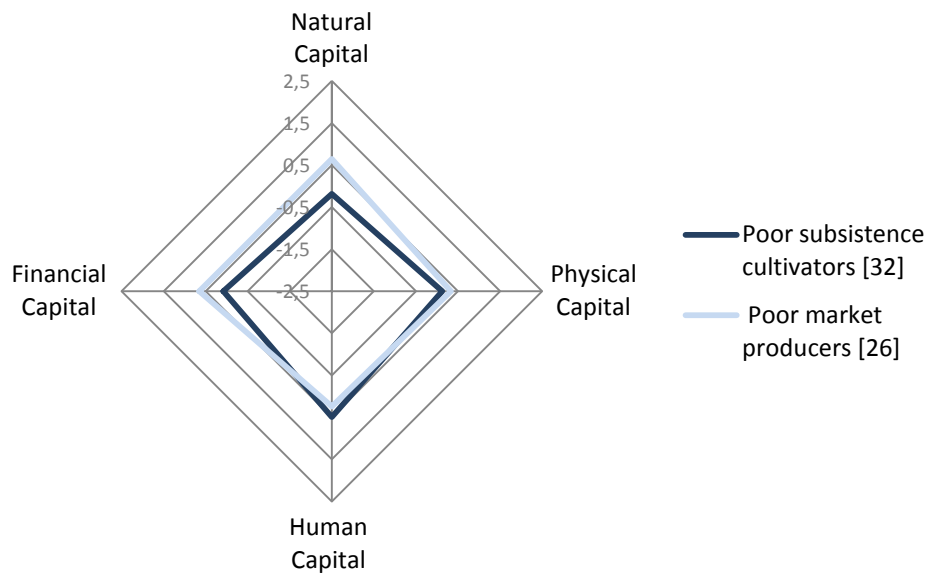 Natural
Capital
2,5
1,5
0,5
-0,5
-1,5
-2,5
Financial
Capital
Physical
Capital
Human
Capital
Poor subsistence
cultivators [32]
Poor market
producers [26]